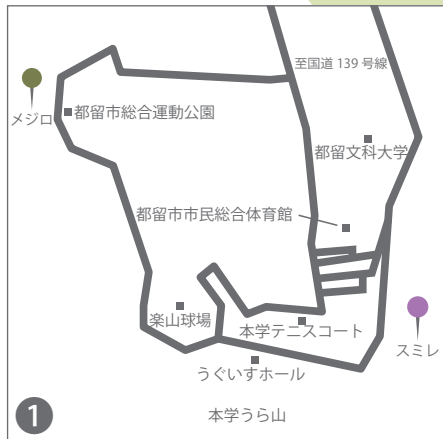 至国道 139 号線
メジロ
都留市総合運動公園
都留文科大学
都留市市民総合体育館
楽山球場
本学テニスコート
スミレ
うぐいすホール
本学うら山
1